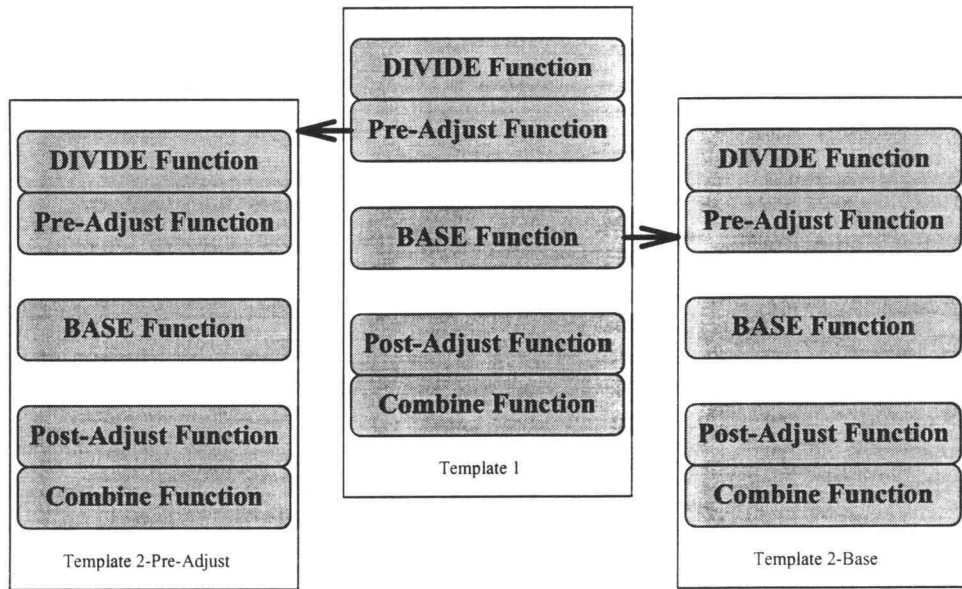 DIVIDE Function
Pre-Adjust Function
BASE Function
Post-Adjust Function
Combine Function
Template 2-Pre-Adjust
DIVIDE Function
Pre-Adjust Function
BASE Function
Post-Adjust Function
Combine Function
Template 1
DIVIDE Function
Pre-Adjust Function
BASE Function
Post-Adjust Function
Combine Function
Template 2-Base